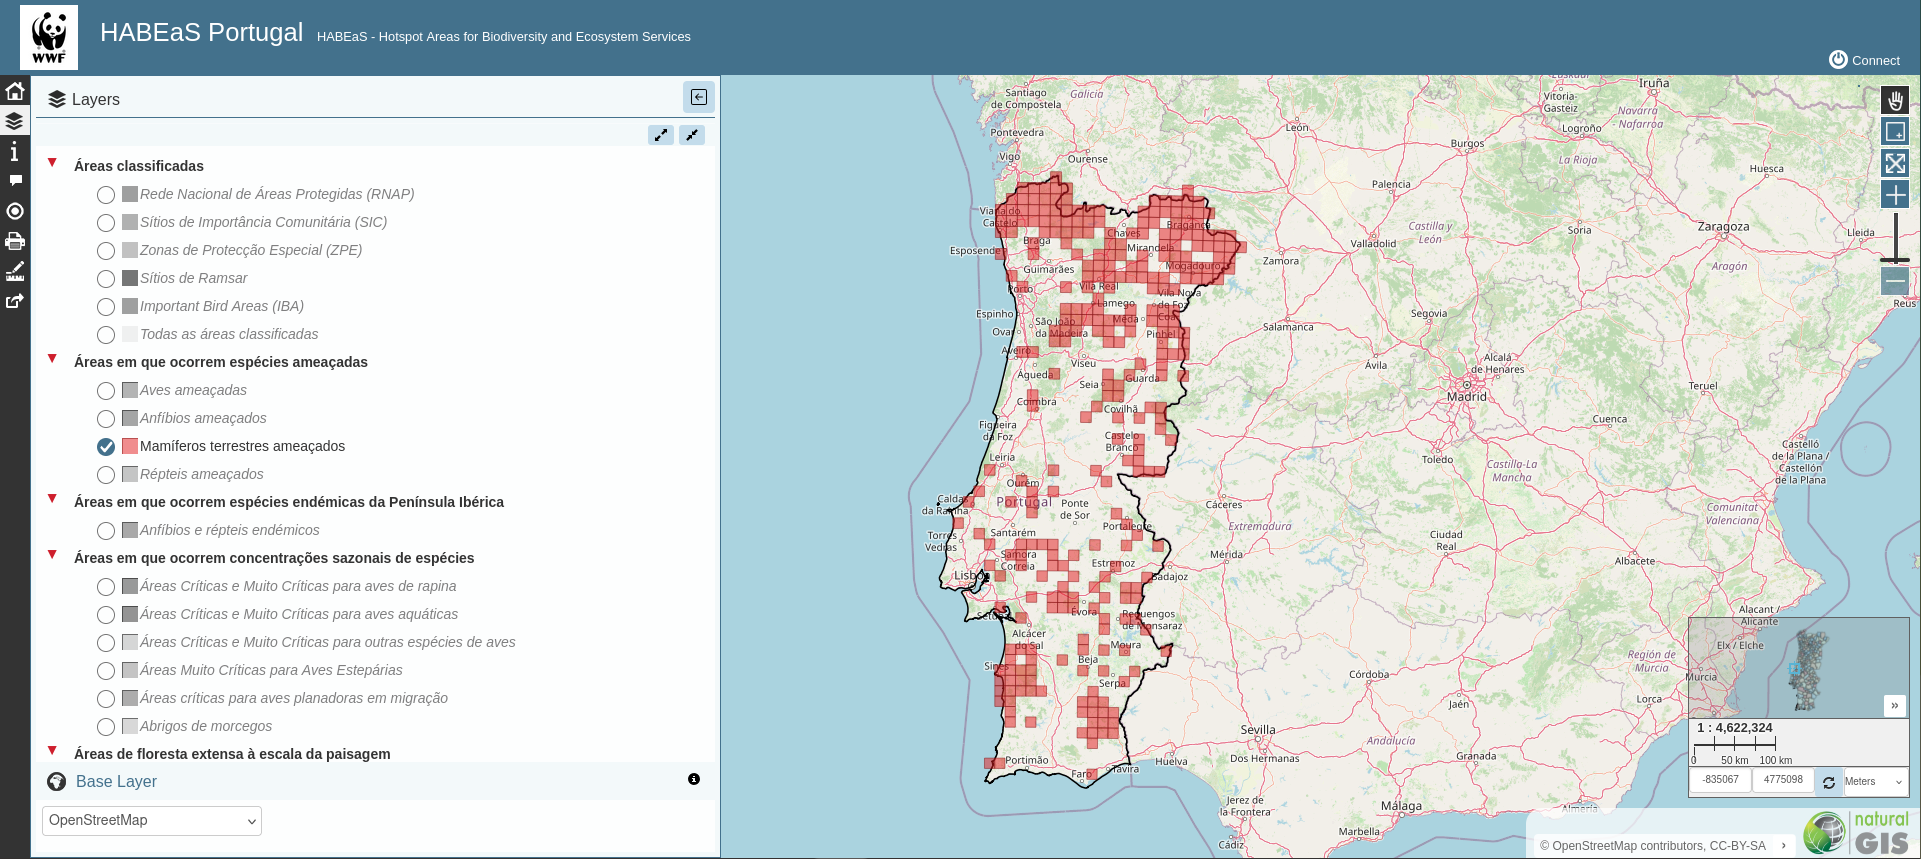 HABEaS Portugal HABEaS - Hotspot Areas for Biodiversity and Ecosystem Services
WWF
Connect
Layers
Áreas classificadas
Rede Nacional de Áreas Protegidas (RNAP)
Sítios de Importância Comunitária (SIC)
Zonas de Protecção Especial (ZPE)
Sítios de Ramsar
Important Bird Areas (IBA)
Todas as áreas classificadas
Áreas em que ocorrem espécies ameaçadas
Aves ameaçadas
Anfíbios ameaçados
Mamíferos terrestres ameaçados
Répteis ameaçados
Áreas em que ocorrem espécies endémicas da Península Ibérica
Anfíbios e répteis endémicos
Áreas em que ocorrem concentrações sazonais de espécies
Áreas Críticas e Muito Críticas para aves de rapina
Áreas Críticas e Muito Críticas para aves aquáticas
Áreas Críticas e Muito Críticas para outras espécies de aves
Áreas Muito Críticas para Aves Estepárias
Áreas críticas para aves planadoras em migração
Abrigos de morcegos
Áreas de floresta extensa à escala da paisagem
Base Layer
OpenStreetMap
Santiago
de Compostela
Galicia
Pontevedra
Vigo
Ourense
León
Burgos
Vitoria-
Gasteiz
Iruña
Navarra
- Nafarroa
Logroño
La Rioja
Huesca
Palencia
Viana do
Castelo
Chaves
Bragança
Braga
Mirandela
Esposende
Guimarães
Mogadouro
Valladolid
Castilla y
León
Soria
Zaragoza
Lleida
Zamora
Aragón
Porto
Vila Real
Vila Nova
de Foz
Côa
Lamego
Reus
Espinho
São João
da Madeira
Meda
Pinhel
Ovar
Salamanca
Segovia
Aveiro
Viseu
Ávila
Alcalá
de Henares
Águeda
Seia
Guarda
Teruel
Madrid
Coimbra
Covilhã
Cuenca
Figueira
da Foz
Castelo
Branco
Castelló
de la Plana /
Castellón
de la Plana
Leiria
Toledo
Castilla-La
Mancha
Ourém
Caldas
da Rainha
Portugal
Ponte
de Sor
Cáceres
Comunitat
Valenciana
Portalegre
Extremadura
Torres
Vedras
Santarém
Ciudad
Real
Samora
Correia
Estremoz
Mérida
Albacete
Lisboa
Badajoz
Setúbal
Évora
Reguengos
de Monsaraz
Alacant /
Alicante
Alcácer
do Sal
Moura
Elx / Elche
Sines
Beja
Región de
Murcia
Murcia
Serpa
Lorca
Jaén
Sevilla
Andalucía
Portimão
Faro
Tavira
Huelva
Dos Hermanas
Granada
Jerez de
la Frontera
Málaga
Almería
Marbella
Cádiz
»
1 : 4,622,324
0 50 km 100 km
-835067 4775098 Meters
© OpenStreetMap contributors, CC-BY-SA ›
natural
GIS